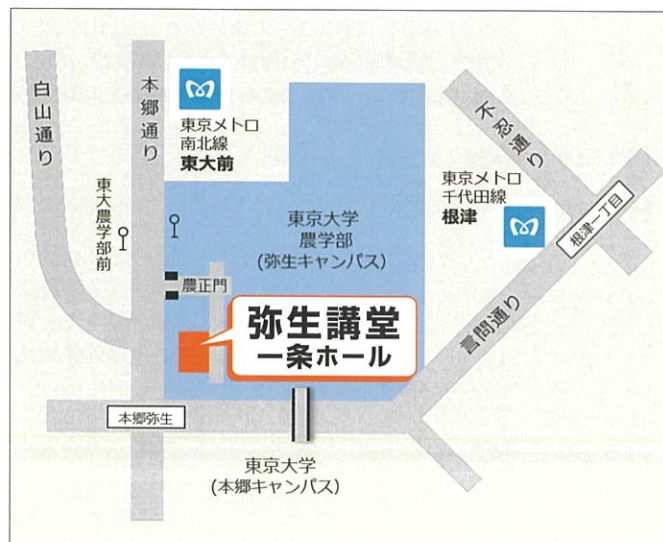 白山通り
本郷通り
東京メトロ
南北線
東大前
不忍通り
東京メトロ
千代田線
根津
根津一丁目
東大農学部前
東京大学
農学部
(弥生キャンパス)
農正門
弥生講堂
一条ホール
言問通り
本郷弥生
東京大学
(本郷キャンパス)